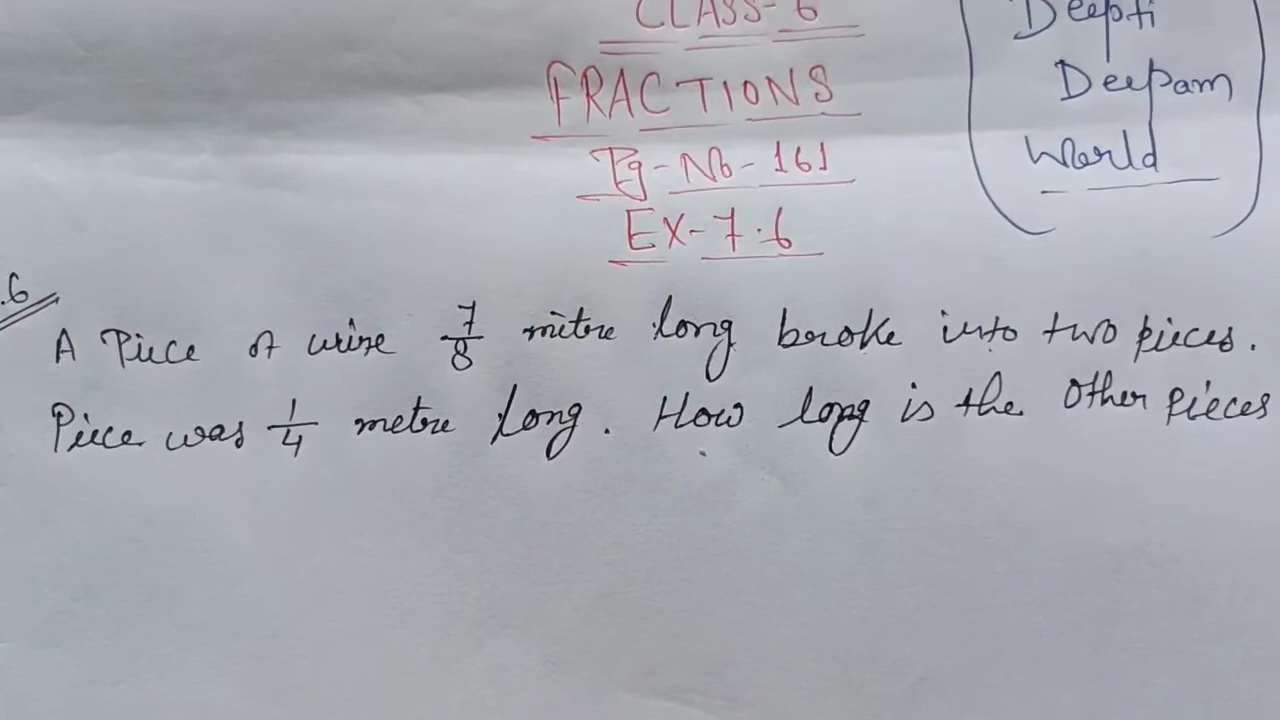 CLASS-6
FRACTIONS
Pg-No-161
EX-7.6
Deepti
Deepam
World
.6
A Piece of wire 7/8 metre long broke into two pieces.
Piece was 1/4 metre long. How long is the other pieces